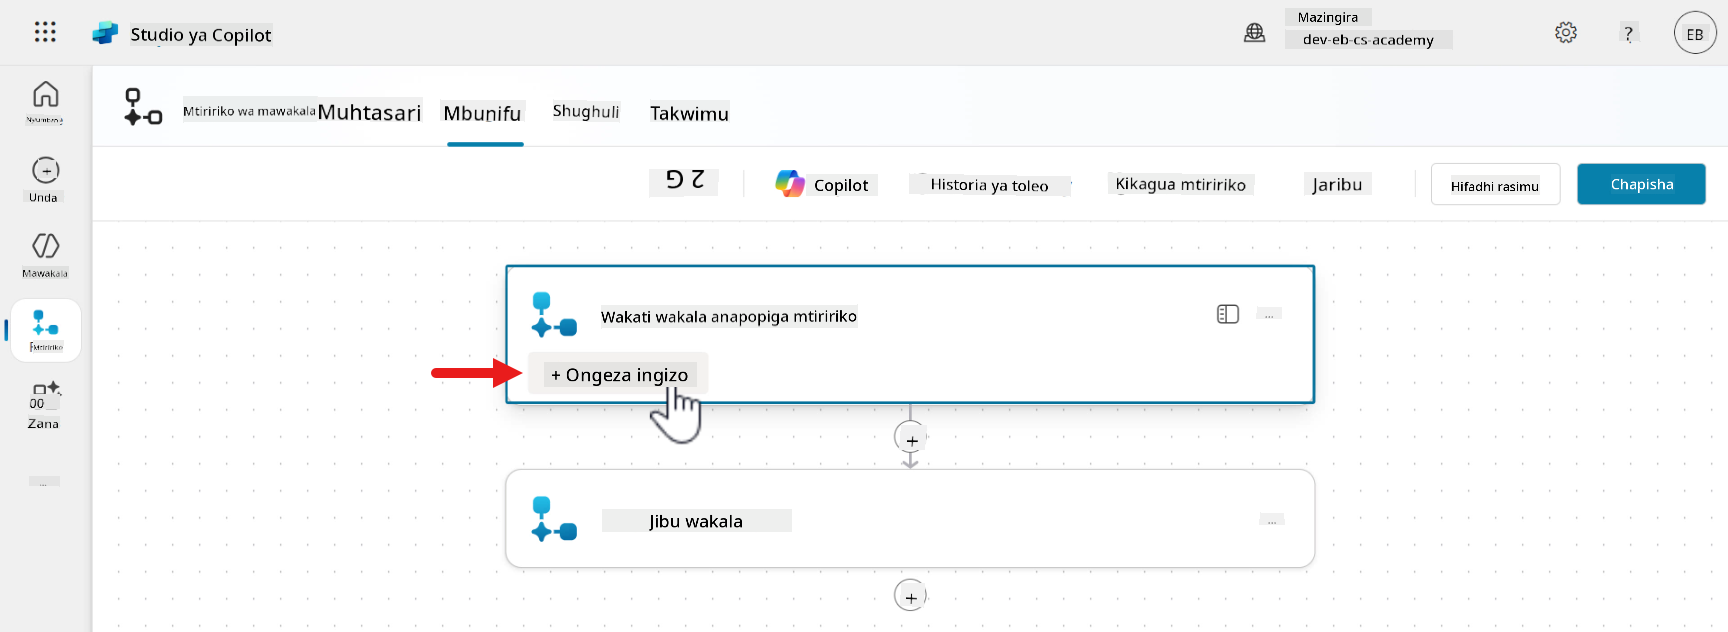 Studio ya Copilot
Mazingira
dev-eb-cs-academy
?
EB
Mtiririko wa mawakala
Muhtasari
Mbunifu
Shughuli
Takwimu
Unda
Mawakala
Mtiririko
Zana
Copilot
Historia ya toleo
Kikagua mtiririko
Jaribu
Hifadhi rasimu
Chapisha
Wakati wakala anapopiga mtiririko
...
+ Ongeza ingizo
+
Jibu wakala
...
+